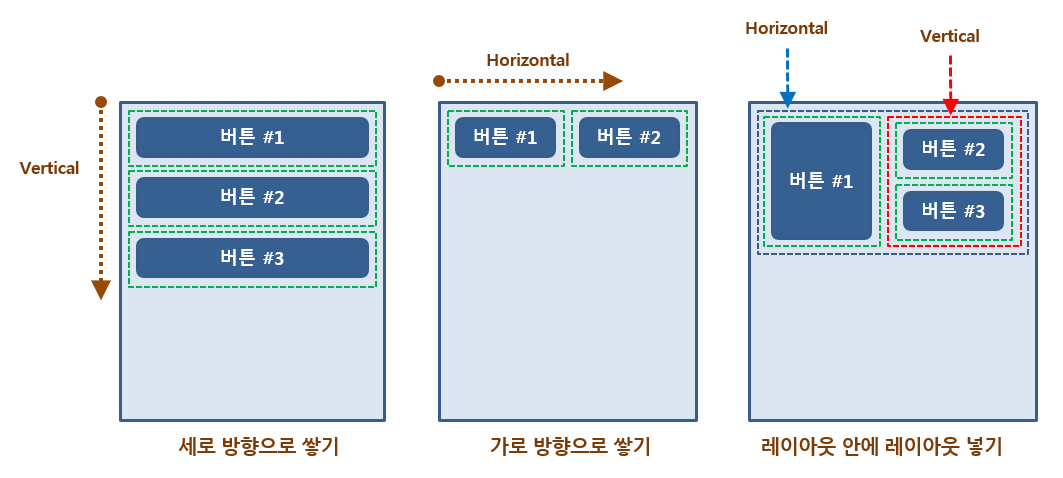 Vertical
버튼 #1
버튼 #2
버튼 #3
세로 방향으로 쌓기
Horizontal
버튼 #1
버튼 #2
가로 방향으로 쌓기
Horizontal
Vertical
버튼 #1
버튼 #2
버튼 #3
레이아웃 안에 레이아웃 넣기